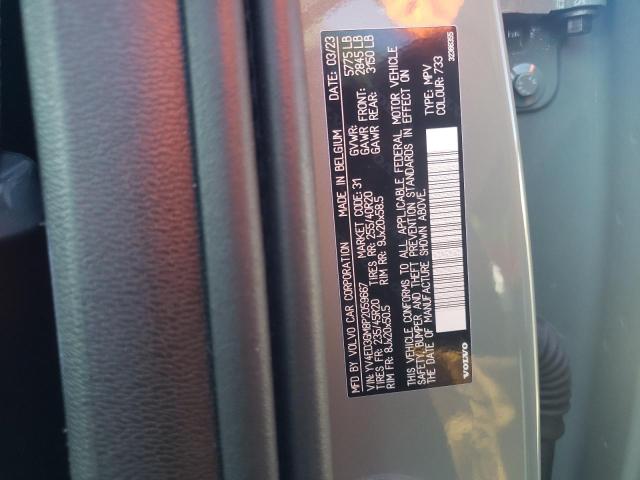 MFD BY VOLVO CAR CORPORATION MADE IN BELGIUM DATE: 03/23
VIN: YV4ED3GM8P2059667 GVWR: 5775 LB
MARKET CODE: 31 GAWR FRONT: 2845 LB
TIRES FR: 235/45R20 TIRES RR: 255/40R20 GAWR REAR: 3150 LB
RIM FR: 8Jx20x50.5 RIM RR: 9Jx20x58.5
THIS VEHICLE CONFORMS TO ALL APPLICABLE FEDERAL MOTOR VEHICLE
SAFETY, BUMPER AND THEFT PREVENTION STANDARDS IN EFFECT ON
THE DATE OF MANUFACTURE SHOWN ABOVE.
TYPE: MPV
COLOUR: 733
VOLVO